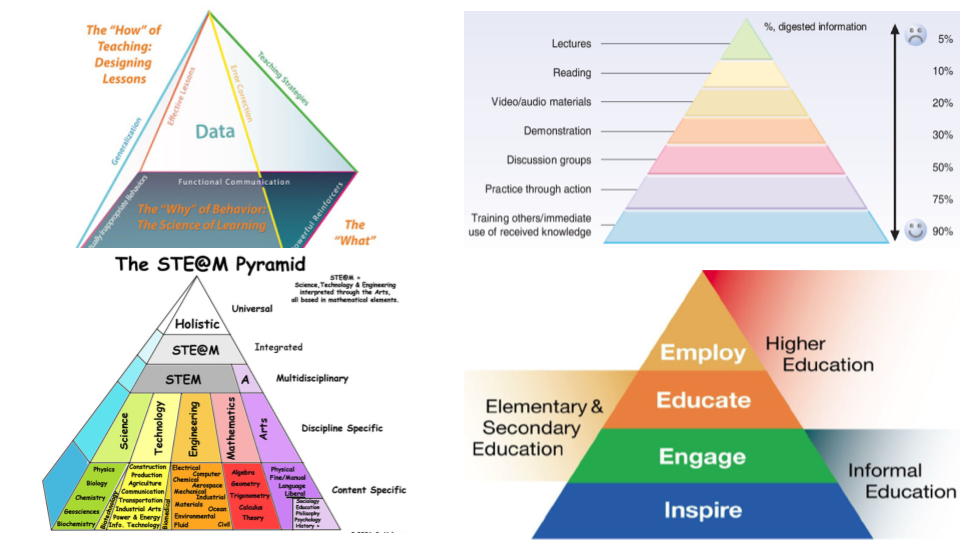 The "How" of
Teaching:
Designing
Lessons
Generalization
Effective Lessons
Error Correction
Teaching Strategies
Data
Functional Communication
Inappropriate Behaviors
The "Why" of Behavior:
The Science of Learning
Reinforcers
The
"What"
%, digested information
Lectures
5%
Reading
10%
Video/audio materials
20%
Demonstration
30%
Discussion groups
50%
Practice through action
75%
Training others/immediate
use of received knowledge
90%
The STE@M Pyramid
STE@M =
Science, Technology & Engineering
interpreted through the Arts,
all based in mathematical elements.
Universal
Holistic
STE@M
Integrated
STEM
A
Multidisciplinary
Science
Technology
Engineering
Mathematics
Arts
Discipline Specific
Physics
Biology
Chemistry
Geosciences
Biochemistry
Biotechnology
Construction
Production
Agriculture
Communication
Transportation
Industrial Arts
Power & Energy
Info. Technology
Biomedical
Electrical
Computer
Chemical
Aerospace
Mechanical
Industrial
Materials
Ocean
Environmental
Fluid
Civil
Algebra
Geometry
Trigonometry
Calculus
Theory
Physical
Fine/Manual
Language
Liberal
Sociology
Education
Psychology
Content Specific
Employ
Higher
Education
Educate
Elementary &
Secondary
Education
Engage
Informal
Education
Inspire